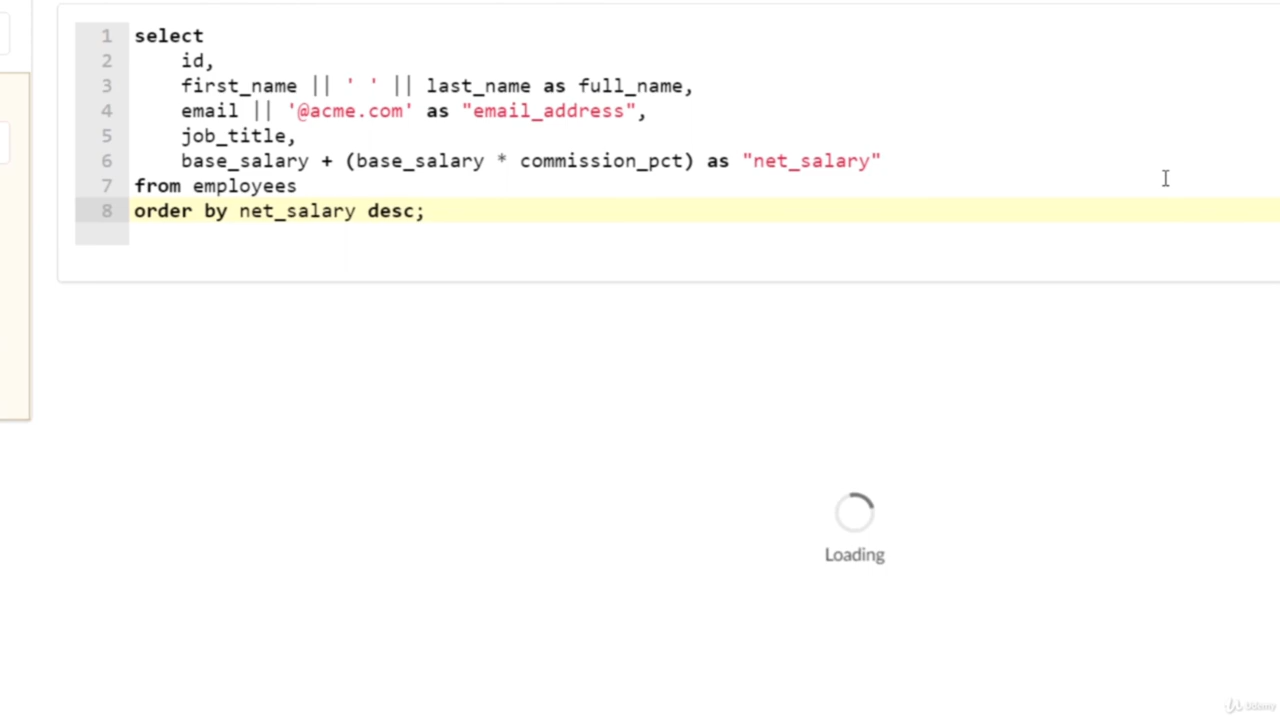 1 select
2     id,
3     first_name || ' ' || last_name as full_name,
4     email || '@acme.com' as "email_address",
5     job_title,
6     base_salary + (base_salary * commission_pct) as "net_salary"
7 from employees
8 order by net_salary desc;
Loading
Udemy